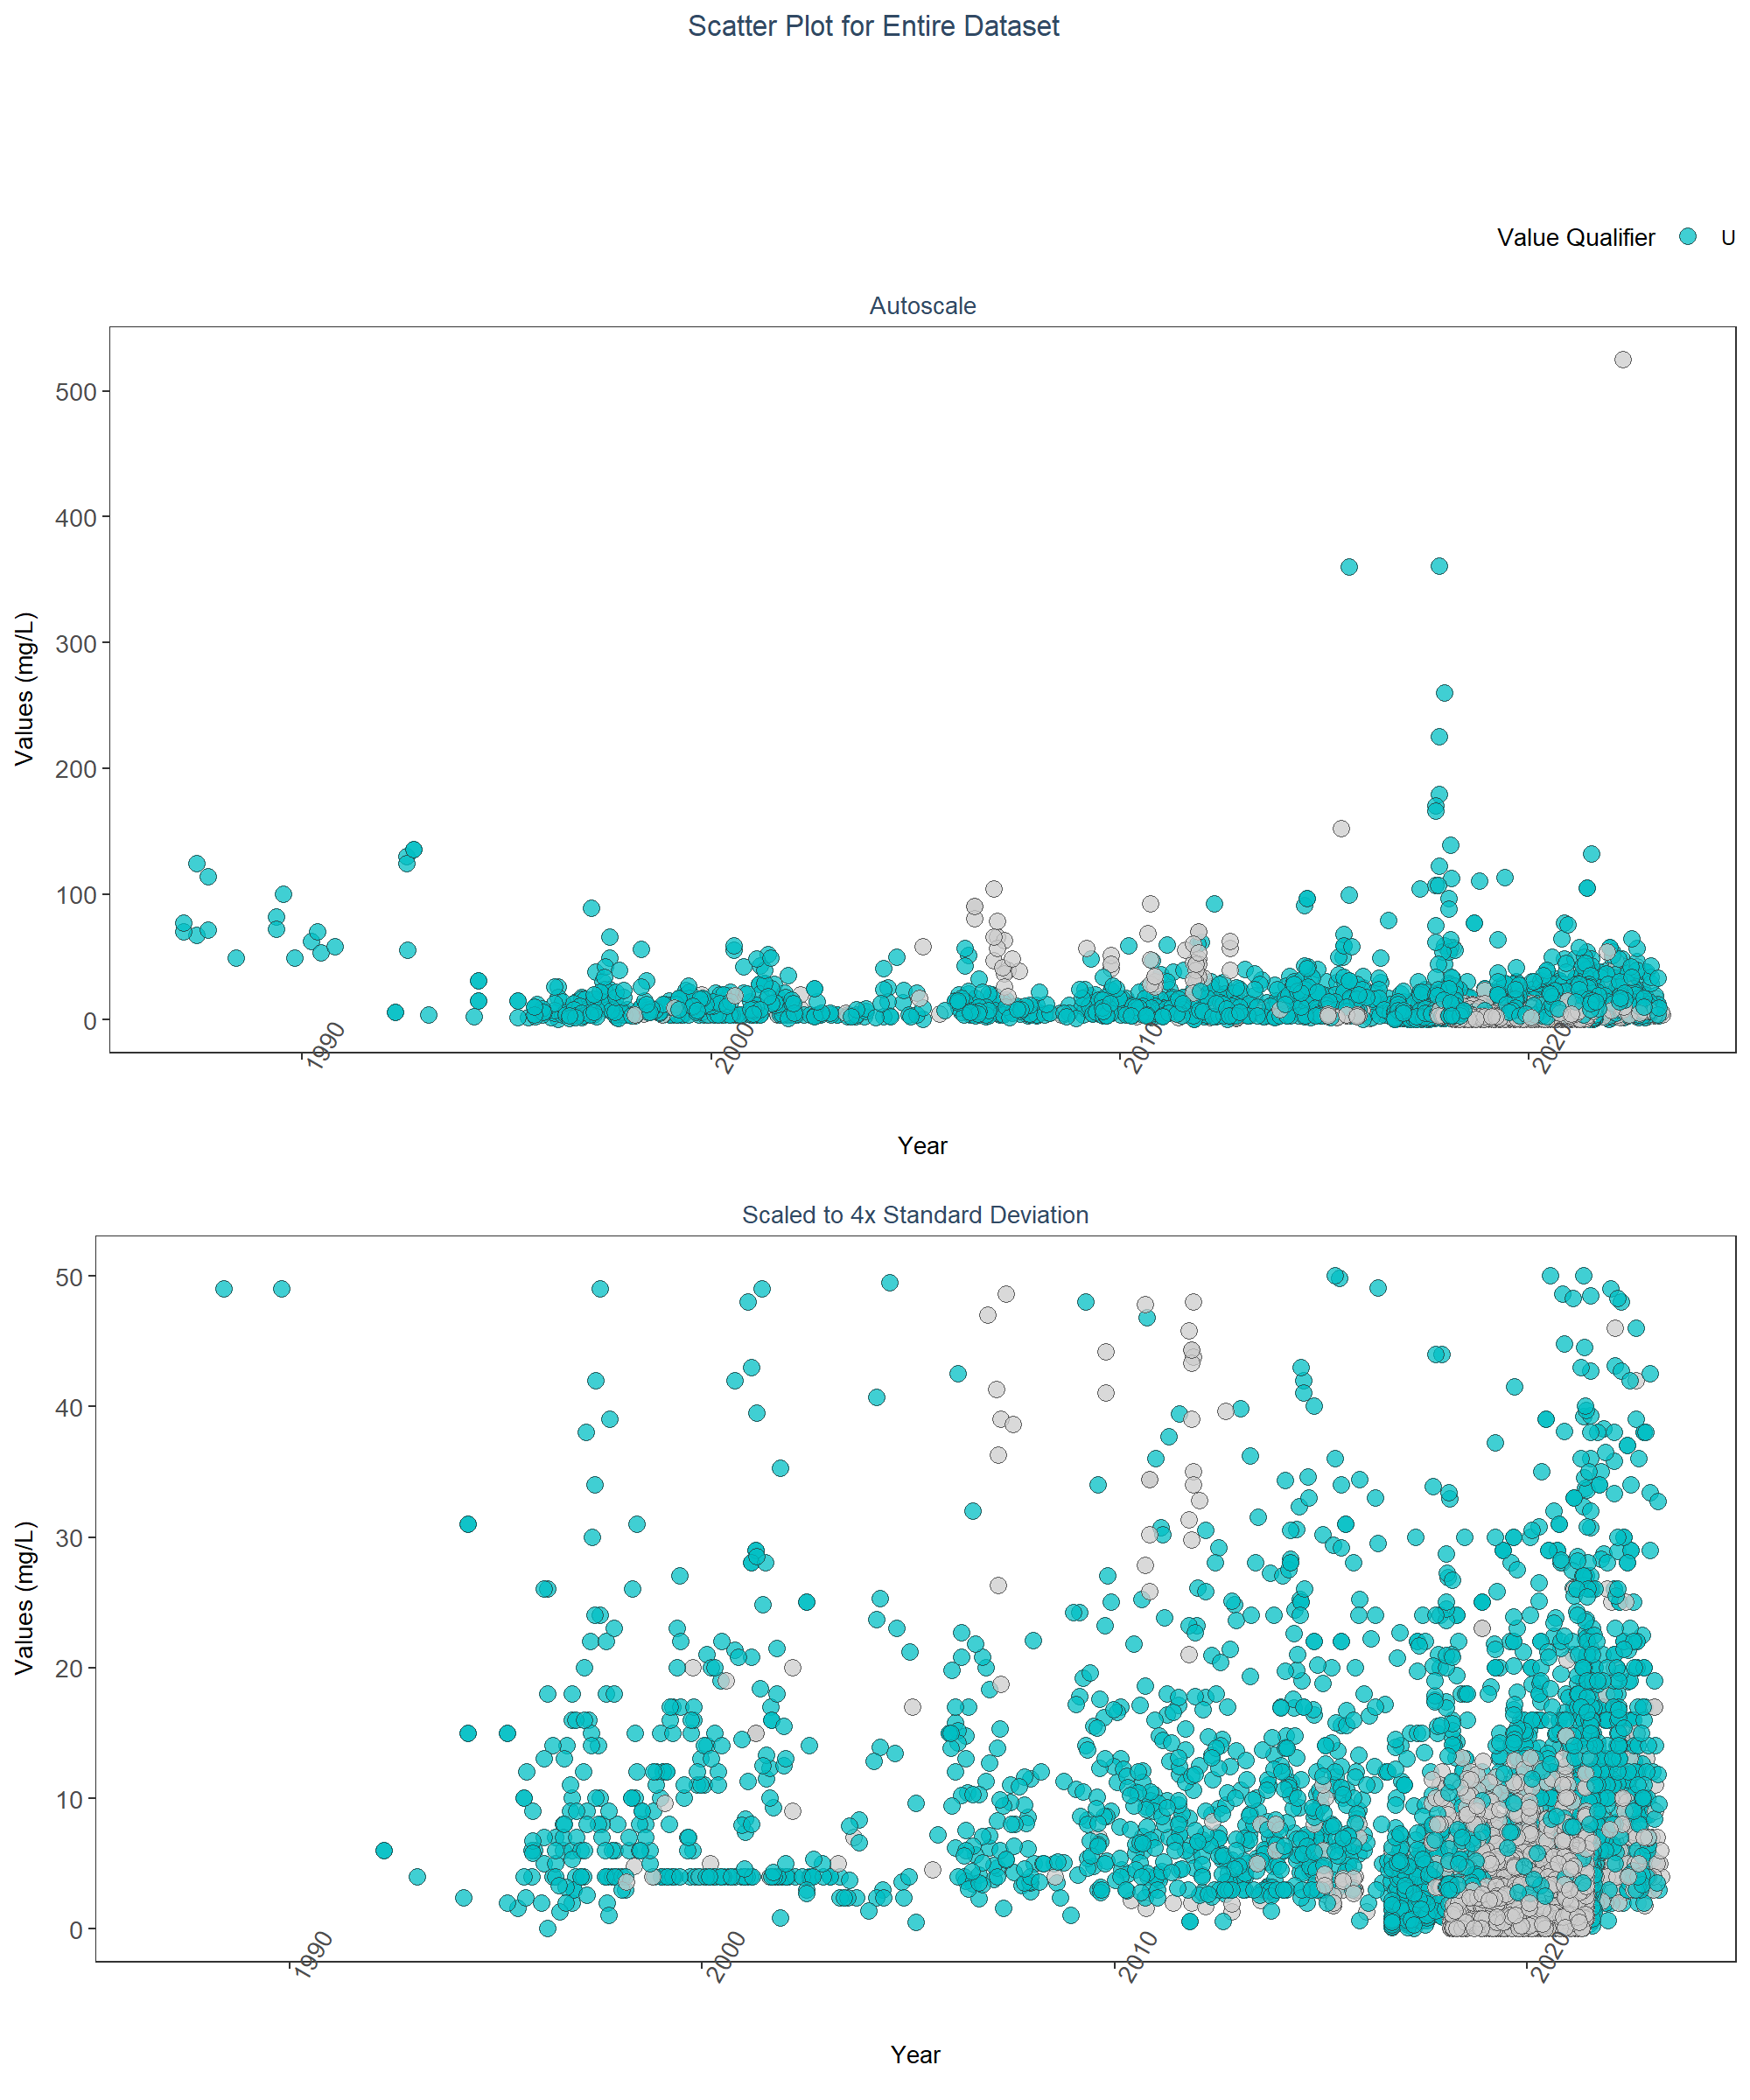 Scatter Plot for Entire Dataset
Value Qualifier U
Autoscale
Values (mg/L)
500
400
300
200
100
0
1990 2000 2010 2020
Year
Scaled to 4x Standard Deviation
Values (mg/L)
50
40
30
20
10
0
1990 2000 2010 2020
Year